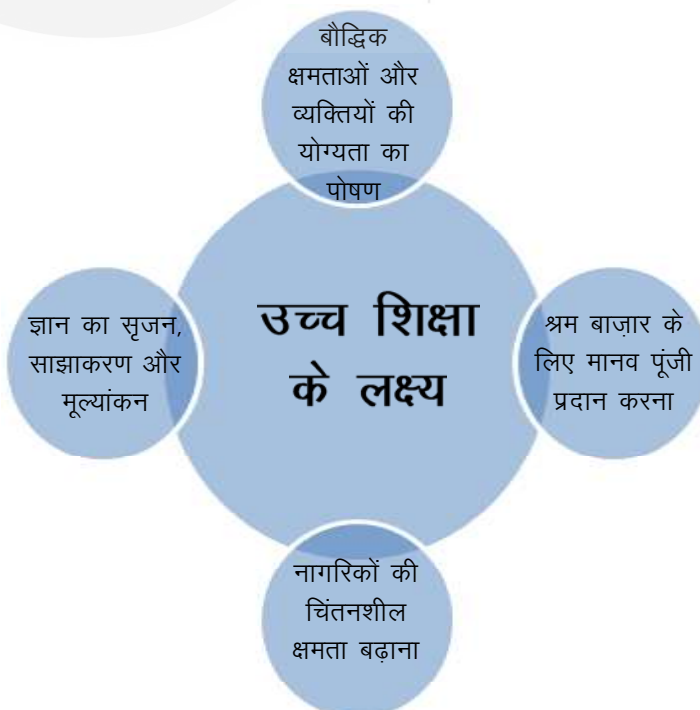 बौद्धिक
क्षमताओं और
व्यक्तियों की
योग्यता का
पोषण
उच्च शिक्षा
के लक्ष्य
ज्ञान का सृजन,
साझाकरण और
मूल्यांकन
श्रम बाज़ार के
लिए मानव पूंजी
प्रदान करना
नागरिकों की
चिंतनशील
क्षमता बढ़ाना